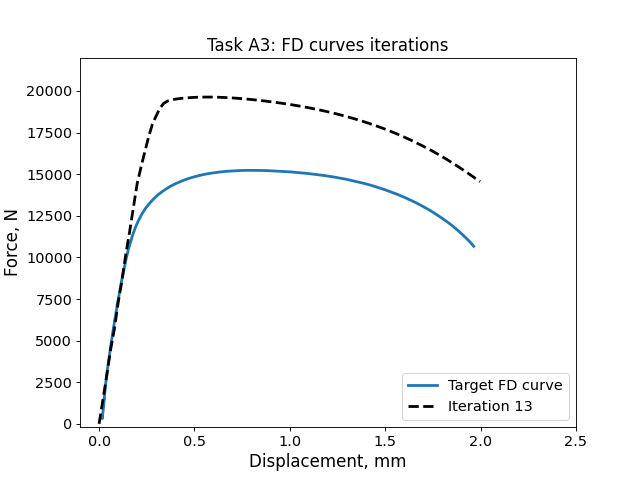 Task A3: FD curves iterations
Force, N
20000
17500
15000
12500
10000
7500
5000
2500
0
0.0 0.5 1.0 1.5 2.0 2.5
Displacement, mm
Target FD curve
Iteration 13